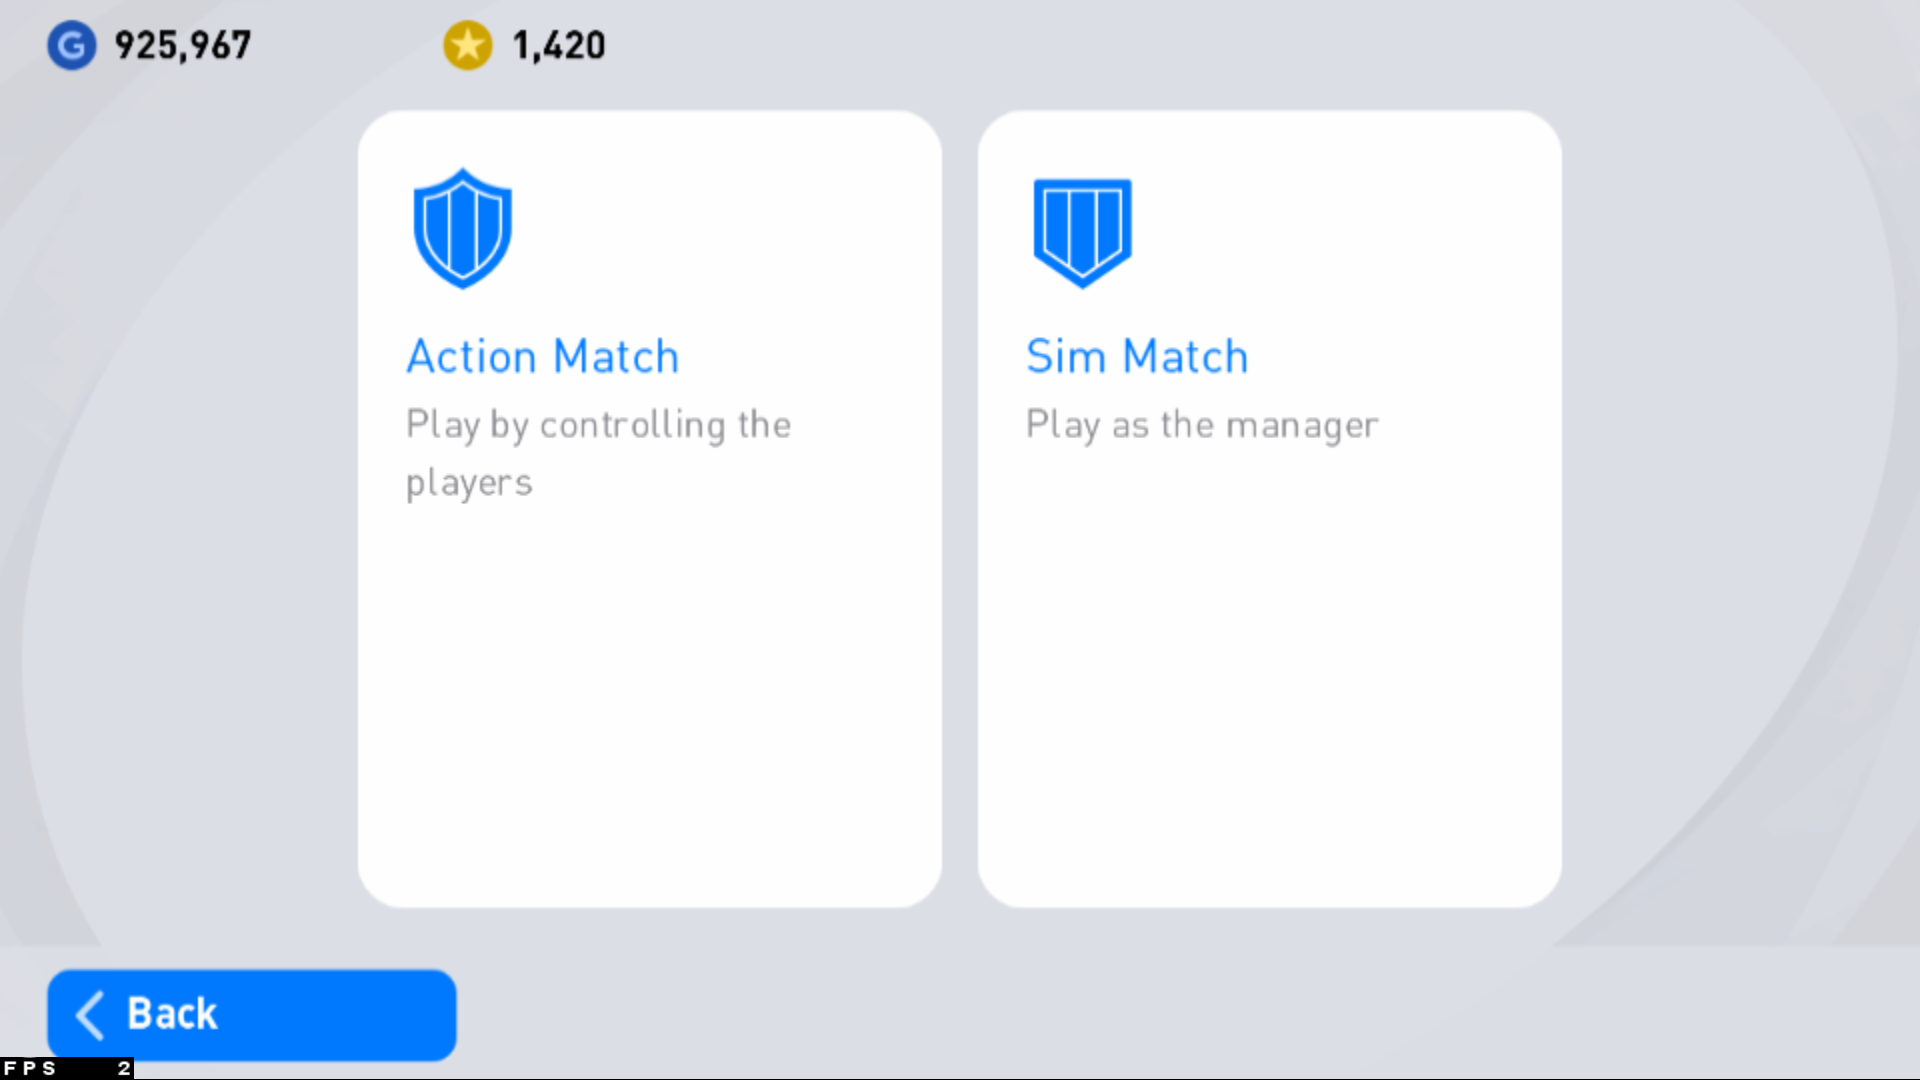 G 925,967 1,420
Action Match
Play by controlling the
players
Sim Match
Play as the manager
Back
FPS 2